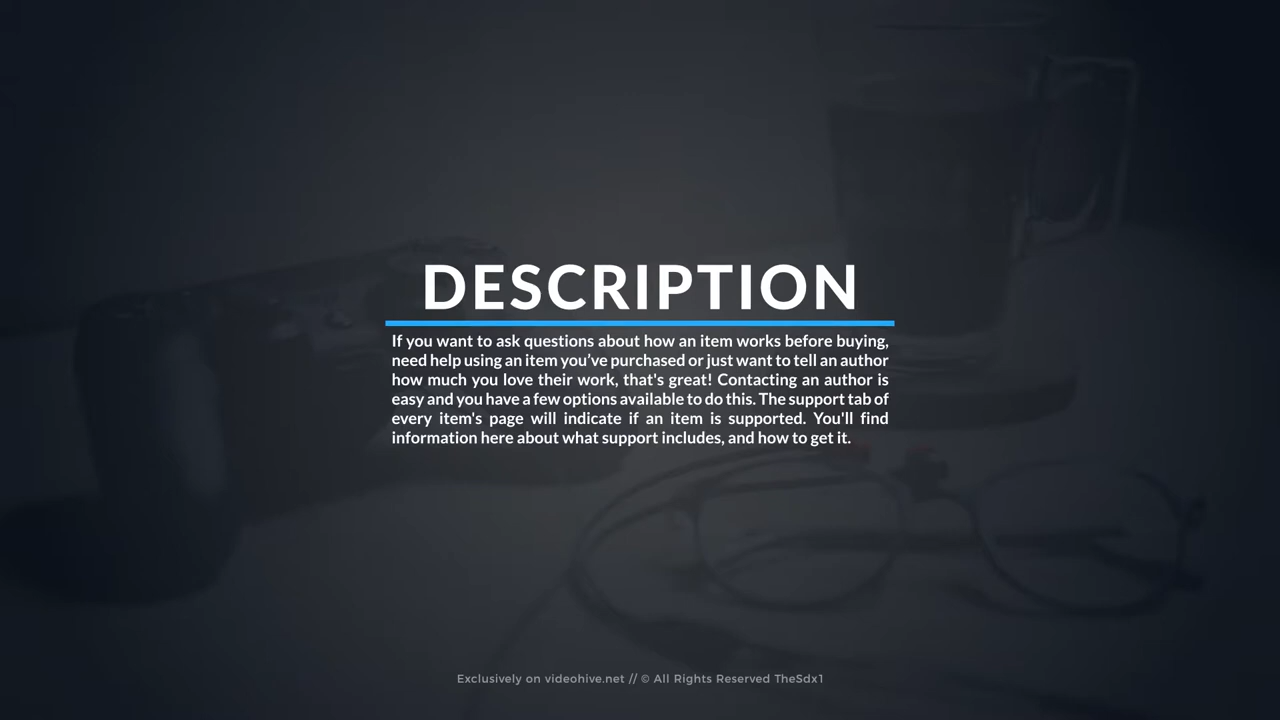 DESCRIPTION
If you want to ask questions about how an item works before buying,
need help using an item you’ve purchased or just want to tell an author
how much you love their work, that's great! Contacting an author is
easy and you have a few options available to do this. The support tab of
every item's page will indicate if an item is supported. You'll find
information here about what support includes, and how to get it.
Exclusively on videohive.net // © All Rights Reserved TheSdx1